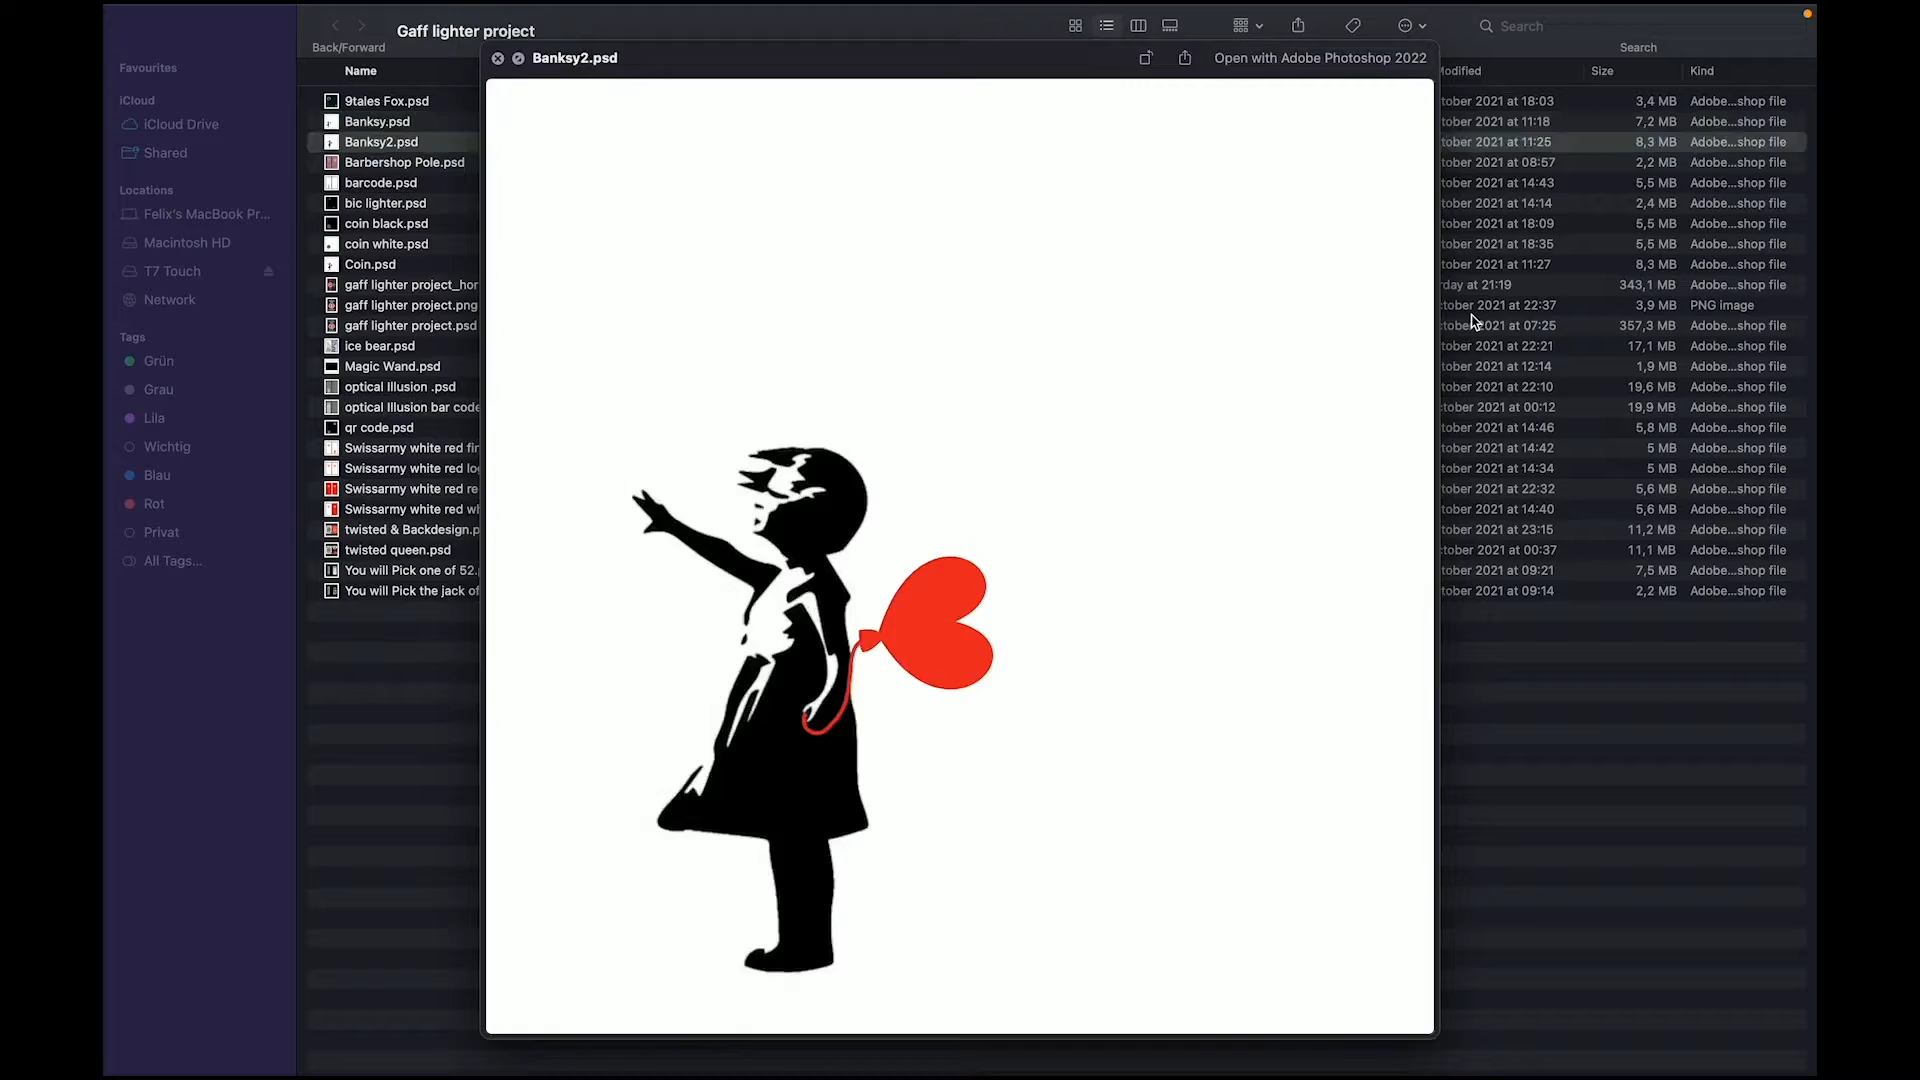 Gaff lighter project
Search
Back/Forward
Search
Favourites
iCloud
iCloud Drive
Shared
Locations
Felix's MacBook Pr...
Macintosh HD
T7 Touch
Network
Tags
Grün
Grau
Lila
Wichtig
Blau
Rot
Privat
All Tags...
Banksy2.psd
Open with Adobe Photoshop 2022
Name Modified Size Kind
9tales Fox.psd tober 2021 at 18:03 3,4 MB Adobe...shop file
Banksy.psd tober 2021 at 11:18 7,2 MB Adobe...shop file
Banksy2.psd tober 2021 at 11:25 8,3 MB Adobe...shop file
Barbershop Pole.psd tober 2021 at 08:57 2,2 MB Adobe...shop file
barcode.psd tober 2021 at 14:43 5,5 MB Adobe...shop file
bic lighter.psd tober 2021 at 14:14 2,4 MB Adobe...shop file
coin black.psd tober 2021 at 18:09 5,5 MB Adobe...shop file
coin white.psd tober 2021 at 18:35 5,5 MB Adobe...shop file
Coin.psd tober 2021 at 11:27 8,3 MB Adobe...shop file
gaff lighter project_hor rday at 21:19 343,1 MB Adobe...shop file
gaff lighter project.png tober 2021 at 22:37 3,9 MB PNG image
gaff lighter project.psd tober 2021 at 07:25 357,3 MB Adobe...shop file
ice bear.psd tober 2021 at 22:21 17,1 MB Adobe...shop file
Magic Wand.psd tober 2021 at 12:14 1,9 MB Adobe...shop file
optical Illusion .psd tober 2021 at 22:10 19,6 MB Adobe...shop file
optical Illusion bar code tober 2021 at 00:12 19,9 MB Adobe...shop file
qr code.psd tober 2021 at 14:46 5,8 MB Adobe...shop file
Swissarmy white red fir tober 2021 at 14:42 5 MB Adobe...shop file
Swissarmy white red lo tober 2021 at 14:34 5 MB Adobe...shop file
Swissarmy white red re tober 2021 at 22:32 5,6 MB Adobe...shop file
Swissarmy white red wh tober 2021 at 14:40 5,6 MB Adobe...shop file
twisted & Backdesign.p tober 2021 at 23:15 11,2 MB Adobe...shop file
twisted queen.psd tober 2021 at 00:37 11,1 MB Adobe...shop file
You will Pick one of 52. tober 2021 at 09:21 7,5 MB Adobe...shop file
You will Pick the jack of tober 2021 at 09:14 2,2 MB Adobe...shop file